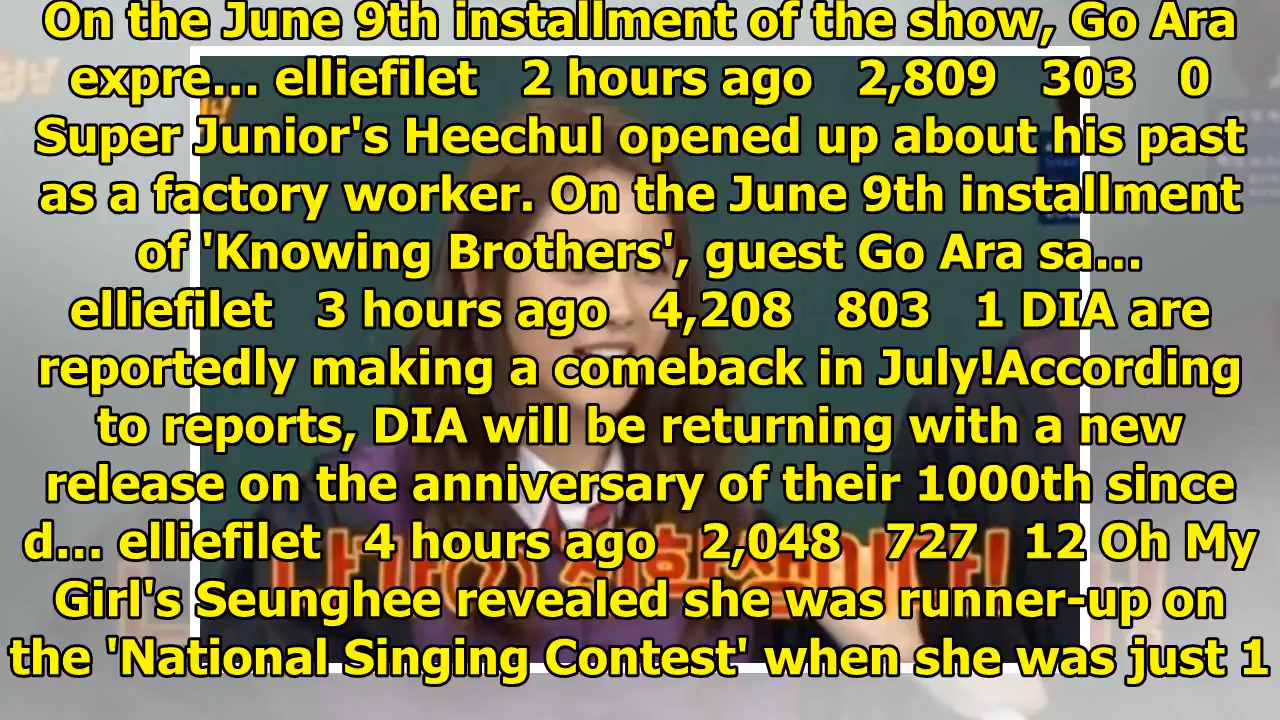 On the June 9th installment of the show, Go Ara
expre... elliefilet 2 hours ago 2,809 303 0
Super Junior's Heechul opened up about his past
as a factory worker. On the June 9th installment
of 'Knowing Brothers', guest Go Ara sa...
elliefilet 3 hours ago 4,208 803 1 DIA are
reportedly making a comeback in July!According
to reports, DIA will be returning with a new
release on the anniversary of their 1000th since
d... elliefilet 4 hours ago 2,048 727 12 Oh My
Girl's Seunghee revealed she was runner-up on
the 'National Singing Contest' when she was just 1